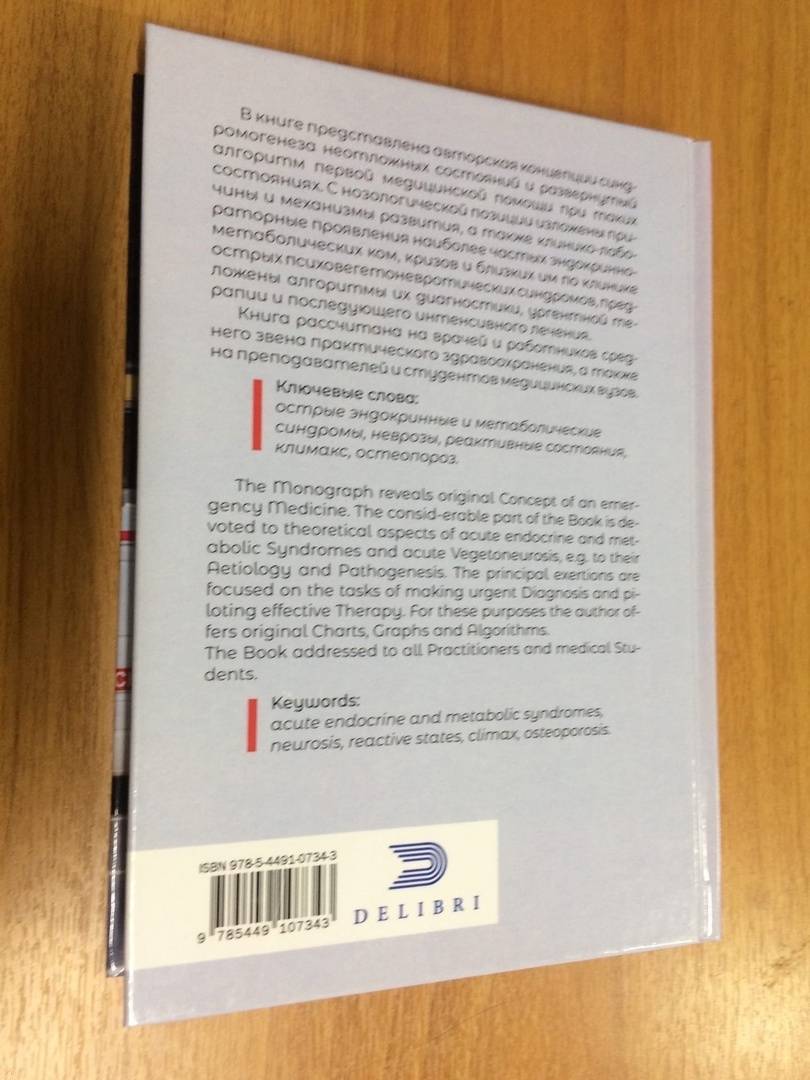 В книге представлена авторская концепции синд-
ромогенеза неотложных состояний и развернутый
алгоритм первой медицинской помощи при таких
состояниях. С нозологической позиции изложены при-
чины и механизмы развития, а также клинико-лабо-
раторные проявления наиболее частых эндокринно-
метаболических ком, кризов и близких им по клинике
острых психовегетоневротических синдромов, пред-
ложены алгоритмы их диагностики, ургентной те-
рапии и последующего интенсивного лечения.
Книга рассчитана на врачей и работников сред-
него звена практического здравоохранения, а также
на преподавателей и студентов медицинских вузов.
Ключевые слова:
острые эндокринные и метаболические
синдромы, неврозы, реактивные состояния,
климакс, остеопороз.
The Monograph reveals original Concept of an emer-
gency Medicine. The consid-erable part of the Book is de-
voted to theoretical aspects of acute endocrine and met-
abolic Syndromes and acute Vegetoneurosis, e.g. to their
Aetiology and Pathogenesis. The principal exertions are
focused on the tasks of making urgent Diagnosis and pi-
loting effective Therapy. For these purposes the author of-
fers original Charts, Graphs and Algorithms.
The Book addressed to all Practitioners and medical Stu-
dents.
Keywords:
acute endocrine and metabolic syndromes,
neurosis, reactive states, climax, osteoporosis.
ISBN 978-5-4491-0734-3
9 785449 107343
DELIBRI
С